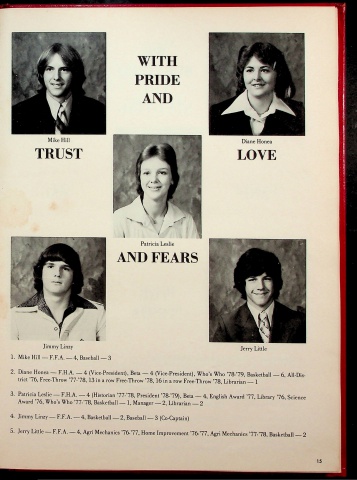 WITH
PRIDE
AND
Mike Hill
Diane Honea
TRUST
LOVE
Patricia Leslie
AND FEARS
Jimmy Linzy
Jerry Little
1. Mike Hill — F.F.A. — 4, Baseball — 3
2. Diane Honea — F.H.A. — 4 (Vice-President), Beta — 4 (Vice-President), Who's Who '78-'79, Basketball — 6, All-Dis-
trict '76, Free-Throw '77-'78, 13 in a row Free-Throw '78, 16 in a row Free-Throw '78, Librarian — 1
3. Patricia Leslie — F.H.A. — 4 (Historian '77-'78, President '78-'79), Beta — 4, English Award '77, Library '76, Science
Award '76, Who's Who '77-'78, Basketball — 1, Manager — 2, Librarian — 2
4. Jimmy Linzy — F.F.A. — 4, Basketball — 2, Baseball — 3 (Co-Captain)
5. Jerry Little — F.F.A. — 4, Agri Mechanics '76-'77, Home Improvement '76-'77, Agri Mechanics '77-'78, Basketball — 2
15